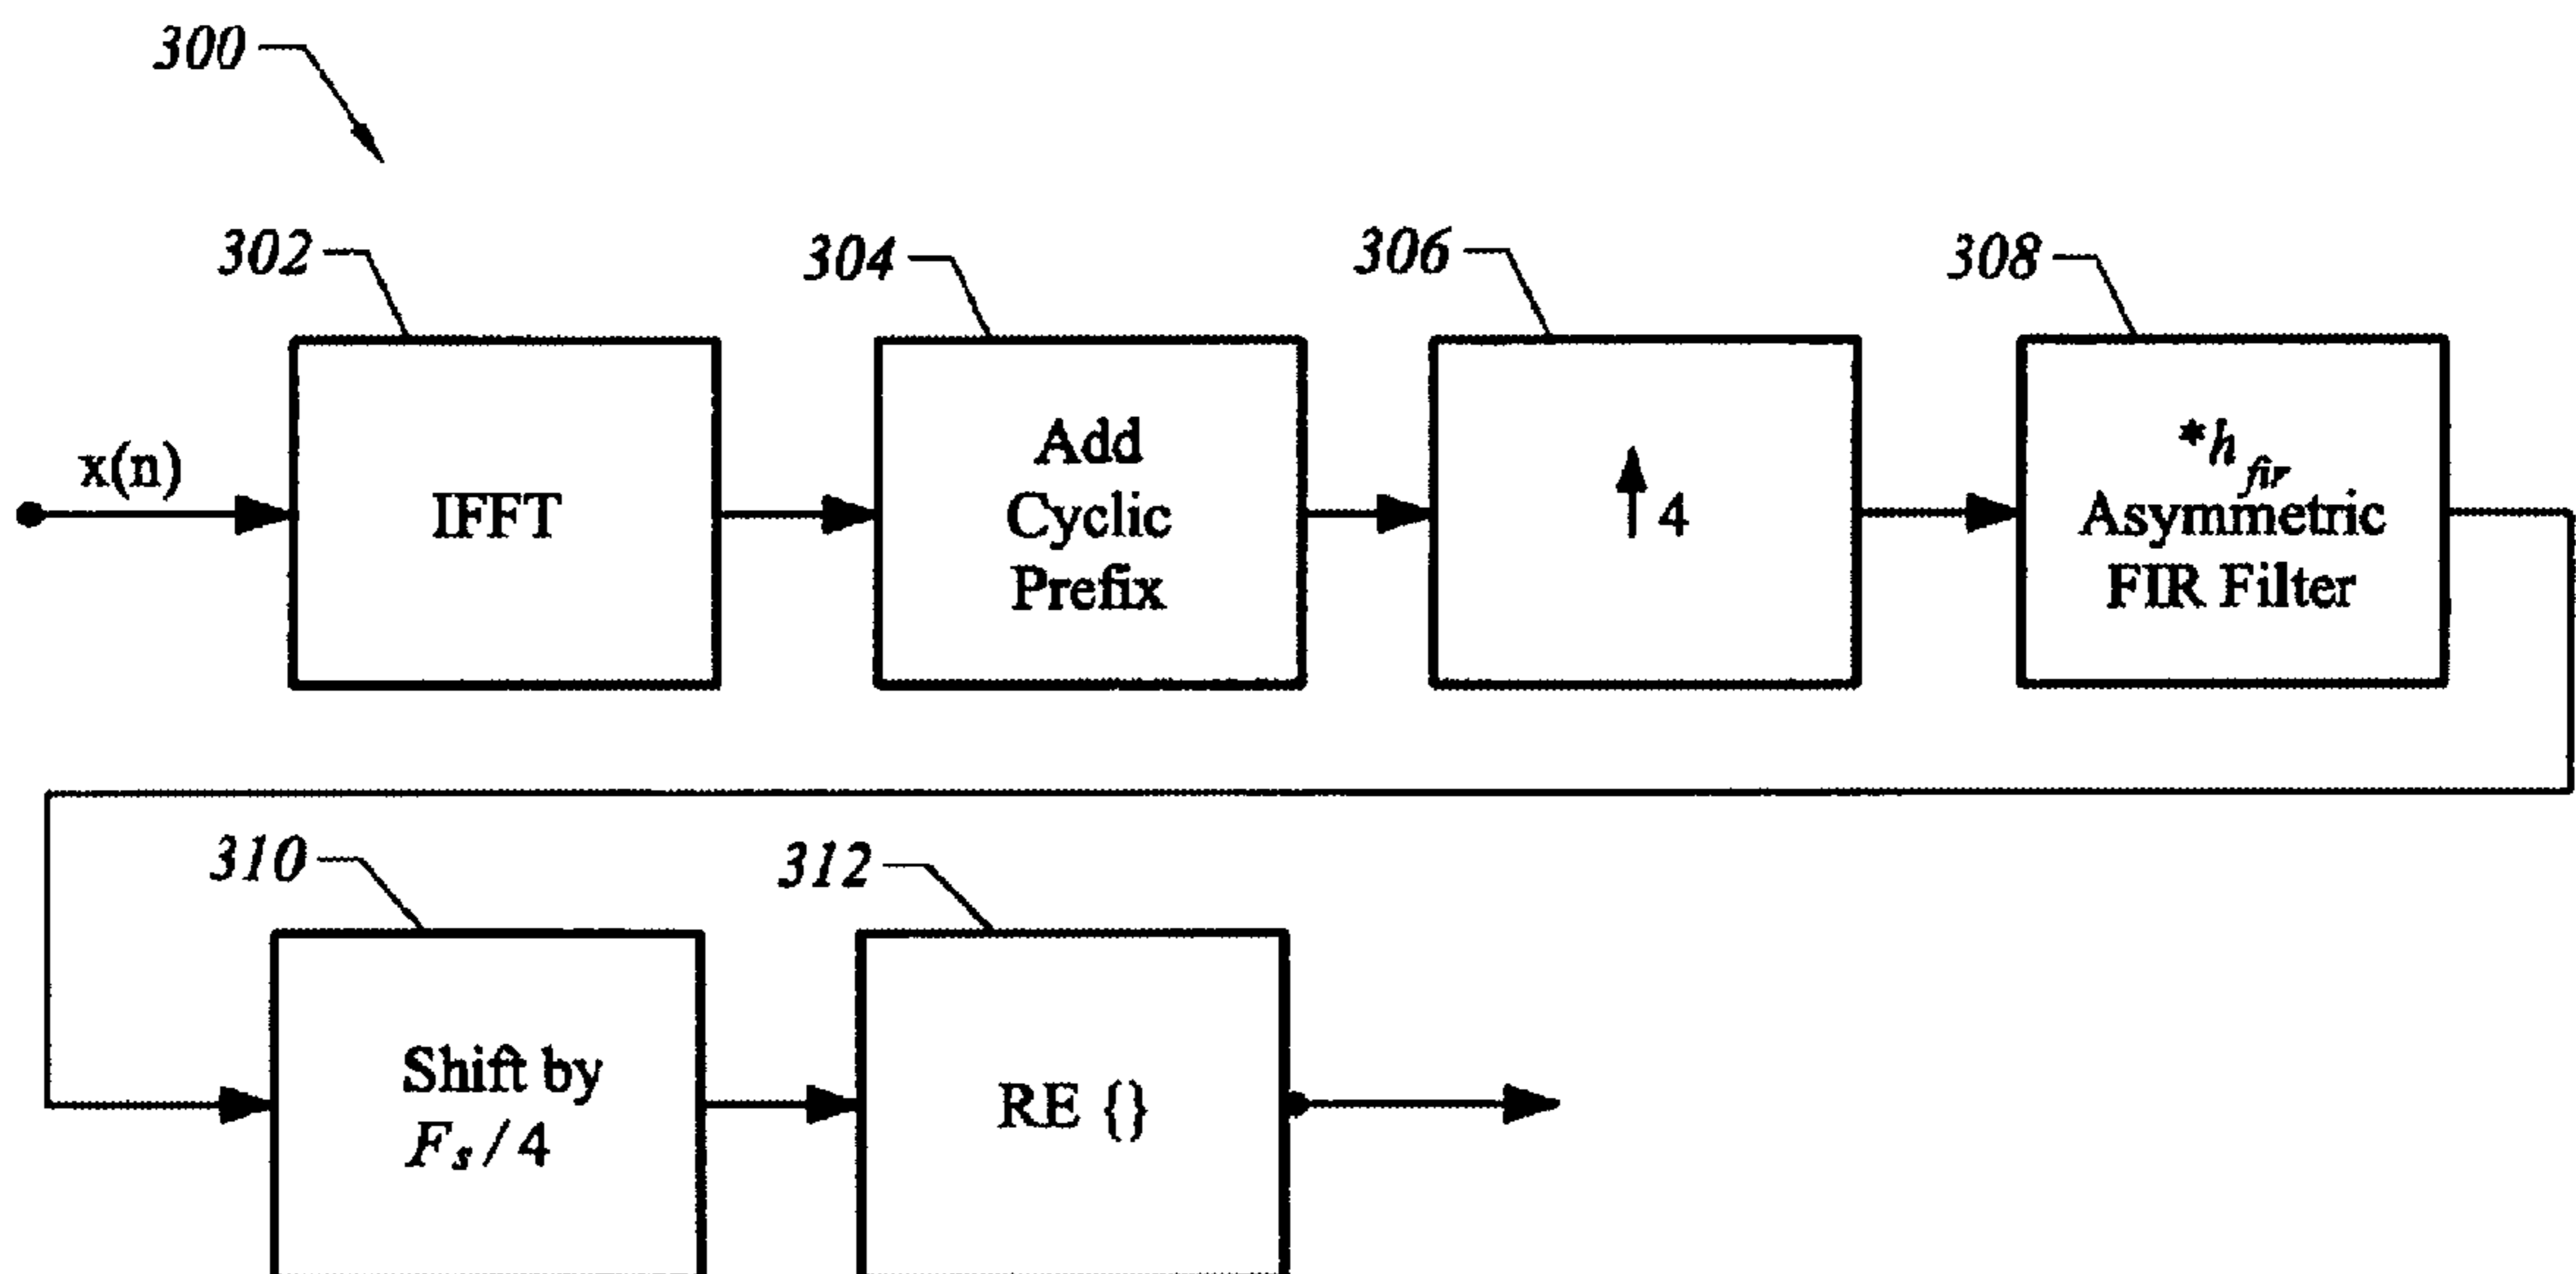 300
302
304
306
308
x(n)
IFFT
Add
Cyclic
Prefix
↑4
*h fir
Asymmetric
FIR Filter
310
312
Shift by
Fs / 4
RE {}